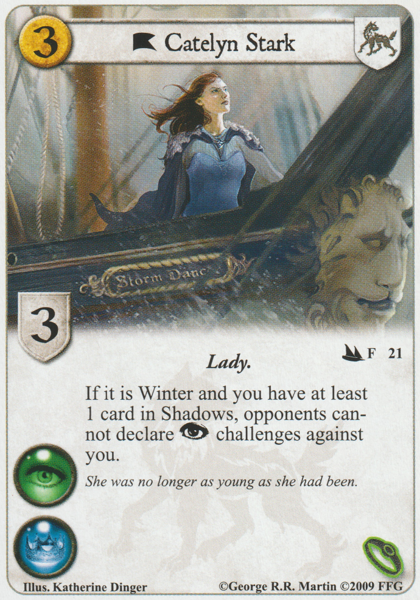 3
Catelyn Stark
Storm Danc
3
Lady.
F 21
If it is Winter and you have at least
1 card in Shadows, opponents can-
not declare challenges against
you.
She was no longer as young as she had been.
Illus. Katherine Dinger
©George R.R. Martin ©2009 FFG